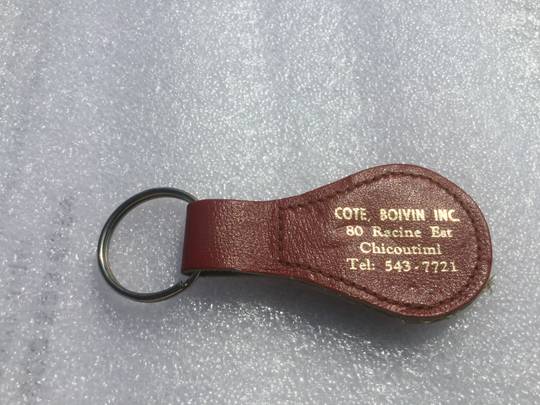 COTE, BOIVIN INC.
80 Racine Est
Chicoutimi
Tel: 543-7721